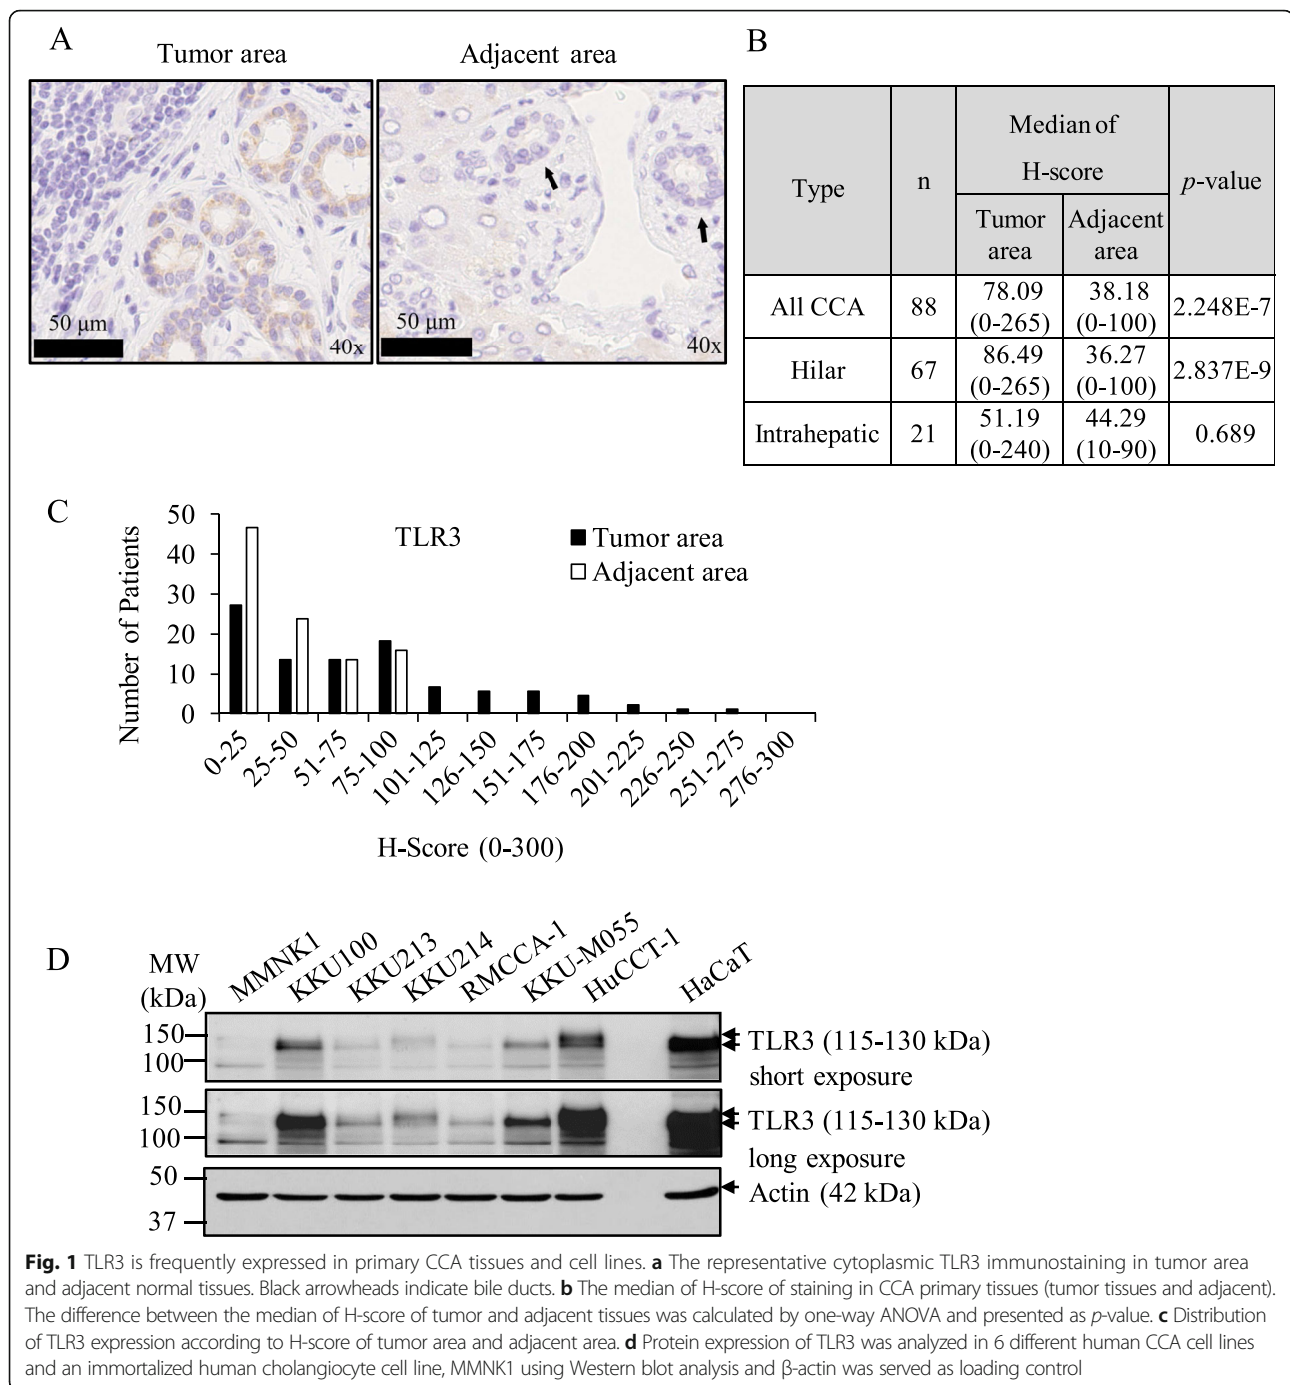 A
Tumor area
Adjacent area
50 µm
40x
50 µm
40x
B
Type
n
Median of
H-score
p-value
Tumor
area
Adjacent
area
All CCA
88
78.09
(0-265)
38.18
(0-100)
2.248E-7
Hilar
67
86.49
(0-265)
36.27
(0-100)
2.837E-9
Intrahepatic
21
51.19
(0-240)
44.29
(10-90)
0.689
C
TLR3
Tumor area
Adjacent area
Number of Patients
50
40
30
20
10
0
0-25
25-50
51-75
75-100
101-125
126-150
151-175
176-200
201-225
226-250
251-275
276-300
H-Score (0-300)
D
MW
(kDa)
MMNK1
KKU100
KKU213
KKU214
RMCCA-1
KKU-M055
HuCCT-1
HaCaT
150
100
TLR3 (115-130 kDa)
short exposure
150
100
TLR3 (115-130 kDa)
long exposure
50
37
Actin (42 kDa)
Fig. 1 TLR3 is frequently expressed in primary CCA tissues and cell lines. a The representative cytoplasmic TLR3 immunostaining in tumor area
and adjacent normal tissues. Black arrowheads indicate bile ducts. b The median of H-score of staining in CCA primary tissues (tumor tissues and adjacent).
The difference between the median of H-score of tumor and adjacent tissues was calculated by one-way ANOVA and presented as p-value. c Distribution
of TLR3 expression according to H-score of tumor area and adjacent area. d Protein expression of TLR3 was analyzed in 6 different human CCA cell lines
and an immortalized human cholangiocyte cell line, MMNK1 using Western blot analysis and β-actin was served as loading control